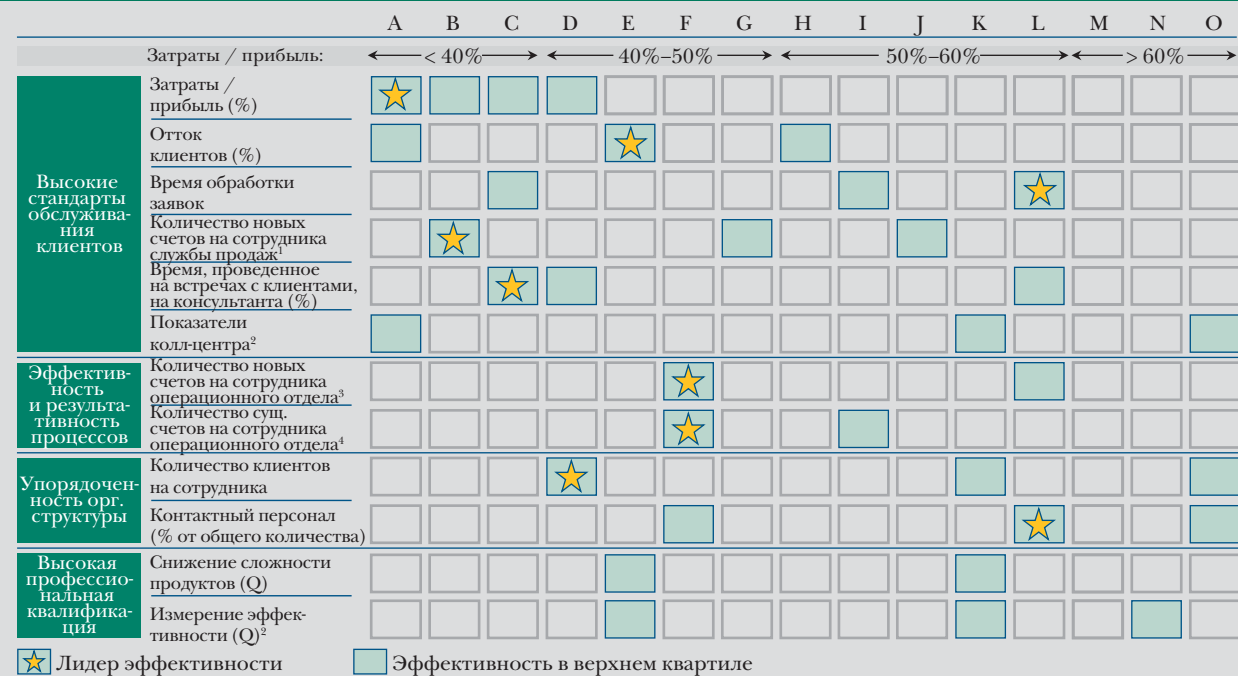 A B C D E F G H I J K L M N O
Затраты / прибыль: < 40% 40%–50% 50%–60% > 60%
Высокие
стандарты
обслужива-
ния
клиентов
Затраты /
прибыль (%)
Отток
клиентов (%)
Время обработки
заявок
Количество новых
счетов на сотрудника
службы продаж¹
Время, проведенное
на встречах с клиентами,
на консультанта (%)
Показатели
колл-центра²
Эффектив-
ность
и результа-
тивность
процессов
Количество новых
счетов на сотрудника
операционного отдела³
Количество сущ.
счетов на сотрудника
операционного отдела⁴
Упорядочен-
ность орг.
структуры
Количество клиентов
на сотрудника
Контактный персонал
(% от общего количества)
Высокая
профессио-
нальная
квалифика-
ция
Снижение сложности
продуктов (Q)
Измерение эффек-
тивности (Q)²
Лидер эффективности Эффективность в верхнем квартиле